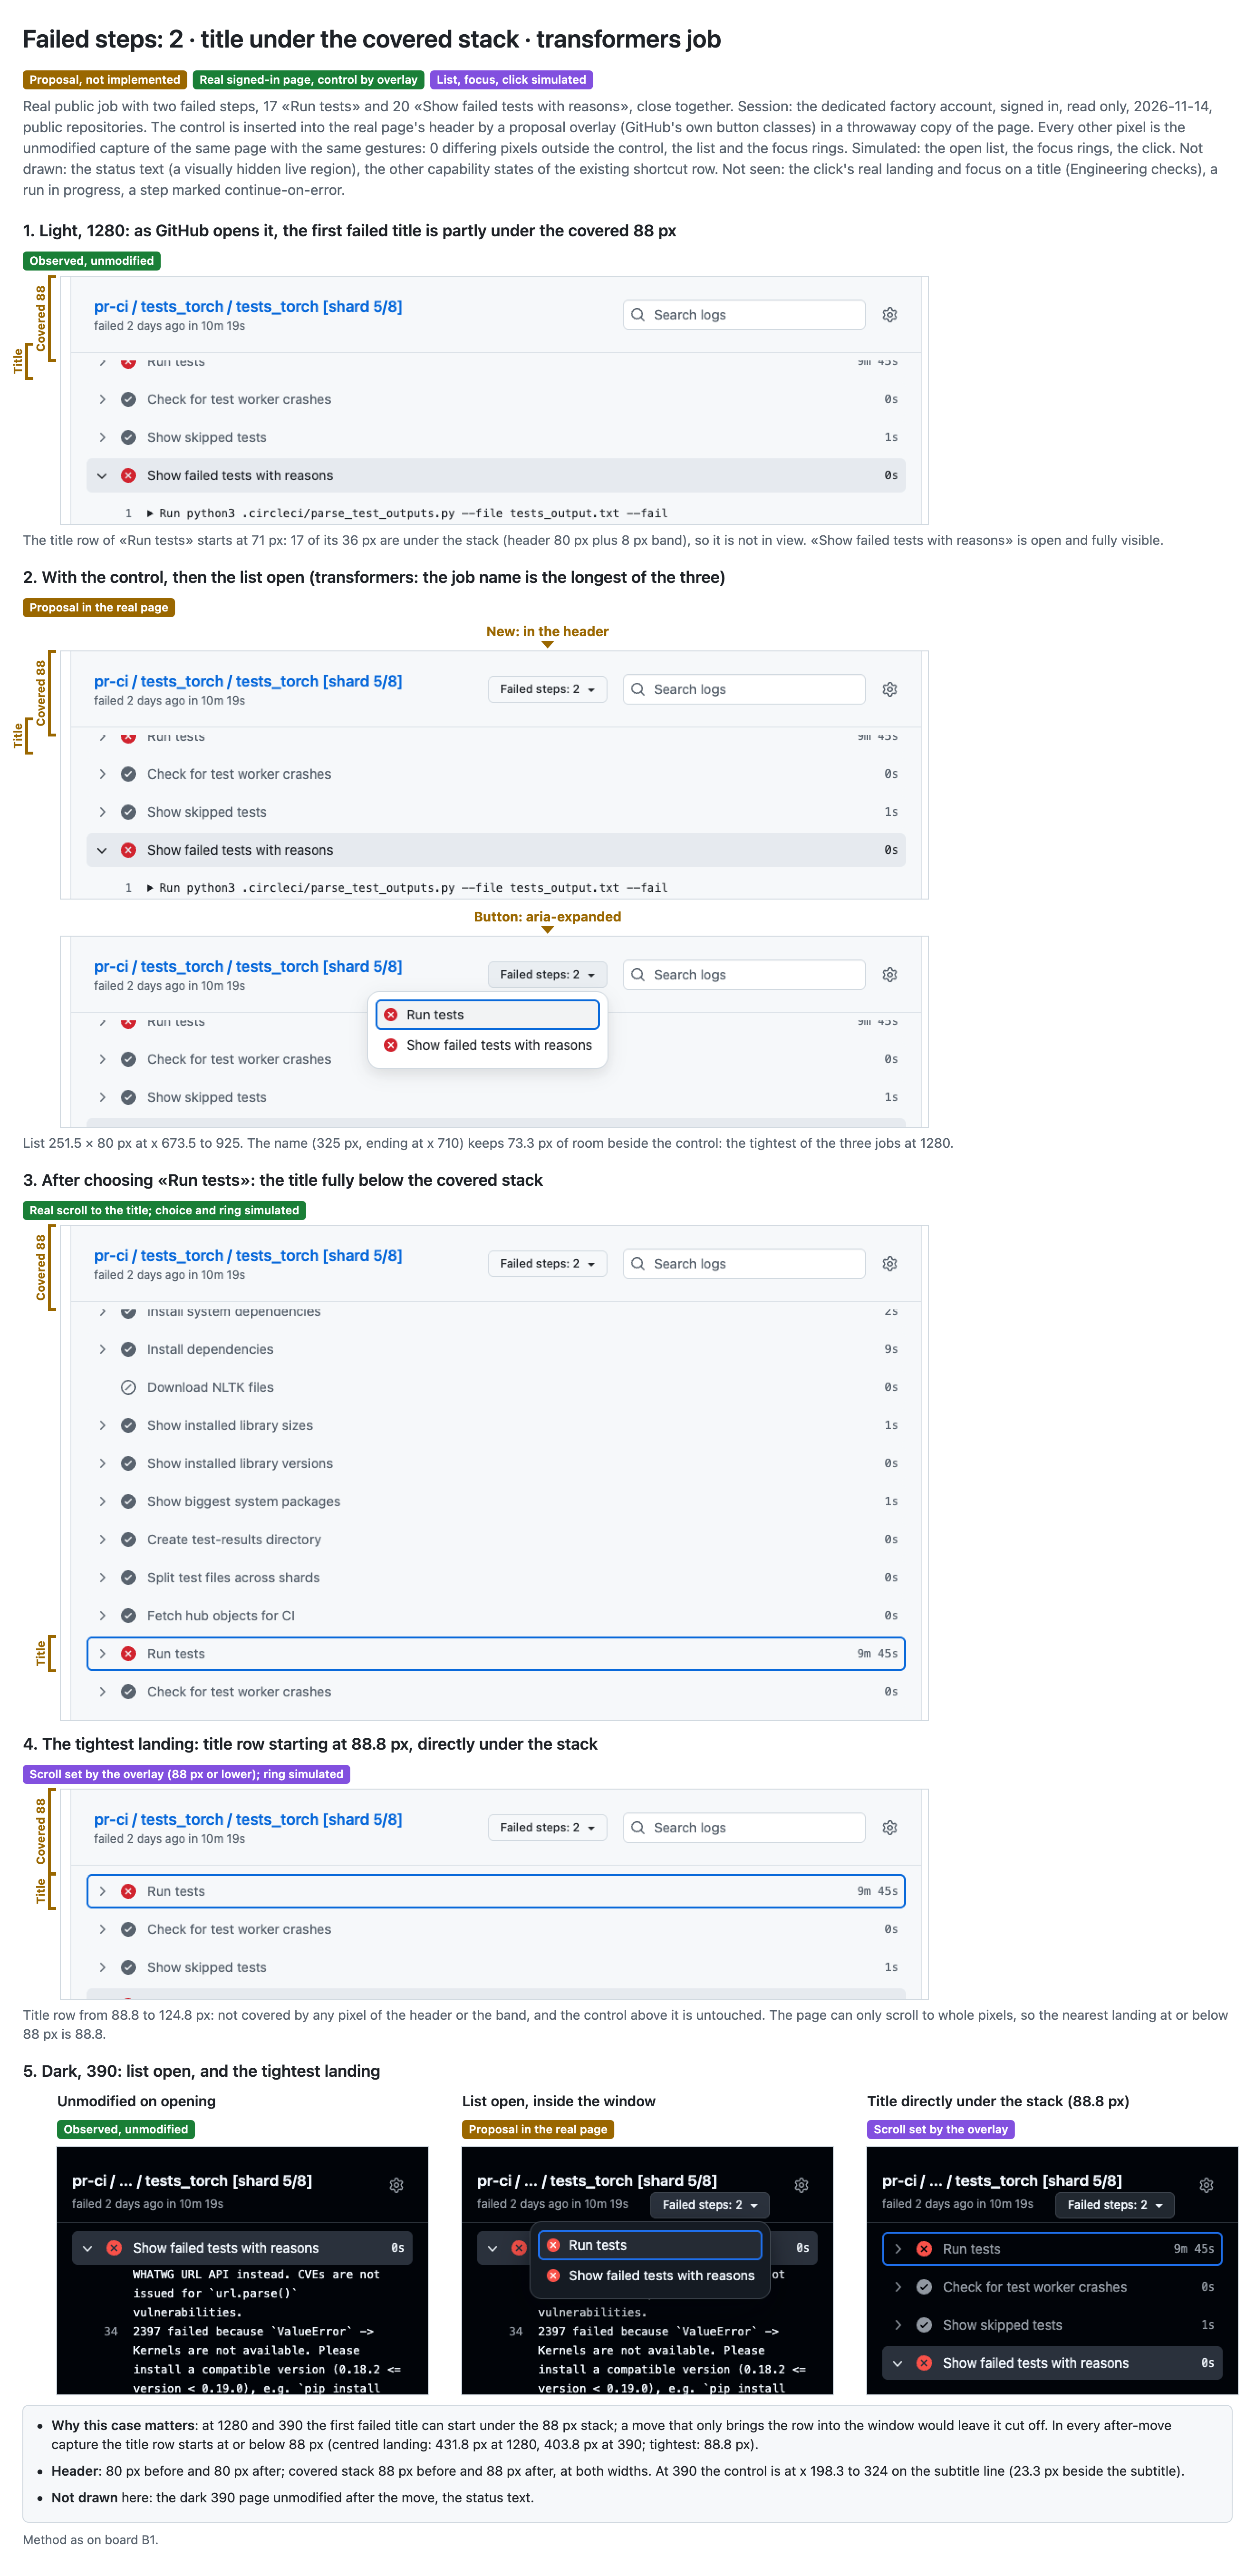 Failed steps: 2 · title under the covered stack · transformers job
Proposal, not implemented
Real signed-in page, control by overlay
List, focus, click simulated
Real public job with two failed steps, 17 «Run tests» and 20 «Show failed tests with reasons», close together. Session: the dedicated factory account, signed in, read only, 2026-11-14,
public repositories. The control is inserted into the real page's header by a proposal overlay (GitHub's own button classes) in a throwaway copy of the page. Every other pixel is the
unmodified capture of the same page with the same gestures: 0 differing pixels outside the control, the list and the focus rings. Simulated: the open list, the focus rings, the click. Not
drawn: the status text (a visually hidden live region), the other capability states of the existing shortcut row. Not seen: the click's real landing and focus on a title (Engineering checks), a
run in progress, a step marked continue-on-error.
1. Light, 1280: as GitHub opens it, the first failed title is partly under the covered 88 px
Observed, unmodified
Covered 88
Title
pr-ci / tests_torch / tests_torch [shard 5/8]
failed 2 days ago in 10m 19s
Search logs
Run tests 9m 45s
Check for test worker crashes 0s
Show skipped tests 1s
Show failed tests with reasons 0s
1 ▶ Run python3 .circleci/parse_test_outputs.py --file tests_output.txt --fail
The title row of «Run tests» starts at 71 px: 17 of its 36 px are under the stack (header 80 px plus 8 px band), so it is not in view. «Show failed tests with reasons» is open and fully visible.
2. With the control, then the list open (transformers: the job name is the longest of the three)
Proposal in the real page
New: in the header
Covered 88
Title
pr-ci / tests_torch / tests_torch [shard 5/8]
failed 2 days ago in 10m 19s
Failed steps: 2
Search logs
Run tests 9m 45s
Check for test worker crashes 0s
Show skipped tests 1s
Show failed tests with reasons 0s
1 ▶ Run python3 .circleci/parse_test_outputs.py --file tests_output.txt --fail
Button: aria-expanded
pr-ci / tests_torch / tests_torch [shard 5/8]
failed 2 days ago in 10m 19s
Failed steps: 2
Search logs
Run tests
Show failed tests with reasons
Run tests 9m 45s
Check for test worker crashes
Show skipped tests 1s
List 251.5 × 80 px at x 673.5 to 925. The name (325 px, ending at x 710) keeps 73.3 px of room beside the control: the tightest of the three jobs at 1280.
3. After choosing «Run tests»: the title fully below the covered stack
Real scroll to the title; choice and ring simulated
Covered 88
pr-ci / tests_torch / tests_torch [shard 5/8]
failed 2 days ago in 10m 19s
Failed steps: 2
Search logs
Install system dependencies 2s
Install dependencies 9s
Download NLTK files 0s
Show installed library sizes 1s
Show installed library versions 0s
Show biggest system packages 1s
Create test-results directory 0s
Split test files across shards 0s
Fetch hub objects for CI 0s
Title
Run tests 9m 45s
Check for test worker crashes 0s
4. The tightest landing: title row starting at 88.8 px, directly under the stack
Scroll set by the overlay (88 px or lower); ring simulated
Covered 88
Title
pr-ci / tests_torch / tests_torch [shard 5/8]
failed 2 days ago in 10m 19s
Failed steps: 2
Search logs
Run tests 9m 45s
Check for test worker crashes 0s
Show skipped tests 1s
Title row from 88.8 to 124.8 px: not covered by any pixel of the header or the band, and the control above it is untouched. The page can only scroll to whole pixels, so the nearest landing at or below
88 px is 88.8.
5. Dark, 390: list open, and the tightest landing
Unmodified on opening
Observed, unmodified
pr-ci / ... / tests_torch [shard 5/8]
failed 2 days ago in 10m 19s
Show failed tests with reasons 0s
WHATWG URL API instead. CVEs are not
issued for `url.parse()`
vulnerabilities.
34 2397 failed because `ValueError` ->
Kernels are not available. Please
install a compatible version (0.18.2 <=
version < 0.19.0), e.g. `pip install
List open, inside the window
Proposal in the real page
pr-ci / ... / tests_torch [shard 5/8]
failed 2 days ago in 10m 19s
Failed steps: 2
0s
Run tests
Show failed tests with reasons
ot
vulnerabilities.
34 2397 failed because `ValueError` ->
Kernels are not available. Please
install a compatible version (0.18.2 <=
version < 0.19.0), e.g. `pip install
Title directly under the stack (88.8 px)
Scroll set by the overlay
pr-ci / ... / tests_torch [shard 5/8]
failed 2 days ago in 10m 19s
Failed steps: 2
Run tests 9m 45s
Check for test worker crashes 0s
Show skipped tests 1s
Show failed tests with reasons 0s
• Why this case matters: at 1280 and 390 the first failed title can start under the 88 px stack; a move that only brings the row into the window would leave it cut off. In every after-move
capture the title row starts at or below 88 px (centred landing: 431.8 px at 1280, 403.8 px at 390; tightest: 88.8 px).
• Header: 80 px before and 80 px after; covered stack 88 px before and 88 px after, at both widths. At 390 the control is at x 198.3 to 324 on the subtitle line (23.3 px beside the subtitle).
• Not drawn here: the dark 390 page unmodified after the move, the status text.
Method as on board B1.